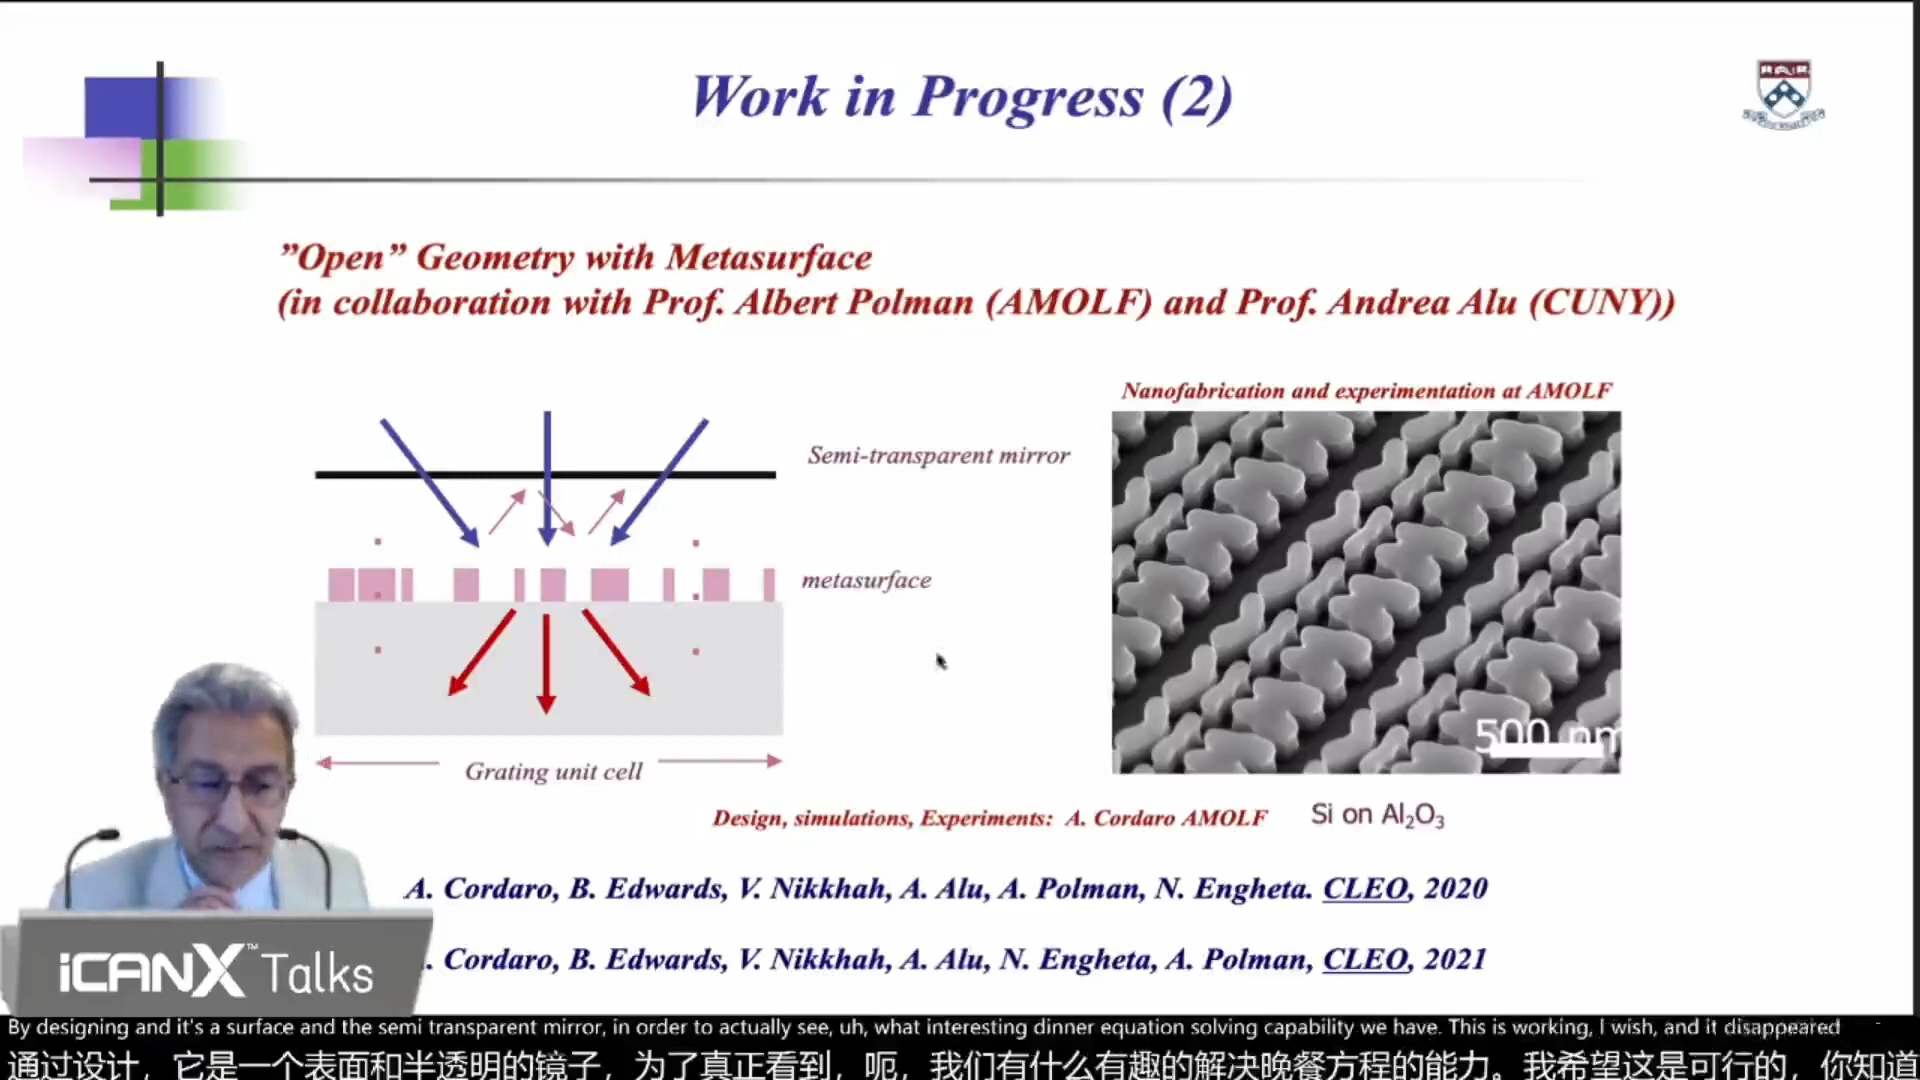 Work in Progress (2)
”Open” Geometry with Metasurface
(in collaboration with Prof. Albert Polman (AMOLF) and Prof. Andrea Alu (CUNY))
Nanofabrication and experimentation at AMOLF
Semi-transparent mirror
metasurface
500 nm
Grating unit cell
Design, simulations, Experiments: A. Cordaro AMOLF
Si on Al₂O₃
A. Cordaro, B. Edwards, V. Nikkhah, A. Alu, A. Polman, N. Engheta. CLEO, 2020
. Cordaro, B. Edwards, V. Nikkhah, A. Alu, N. Engheta, A. Polman, CLEO, 2021
iCANX™ Talks
By designing and it's a surface and the semi transparent mirror, in order to actually see, uh, what interesting dinner equation solving capability we have. This is working, I wish, and it disappeared
通过设计，它是一个表面和半透明的镜子，为了真正看到，呃，我们有什么有趣的解决晚餐方程的能力。我希望这是可行的，你知道